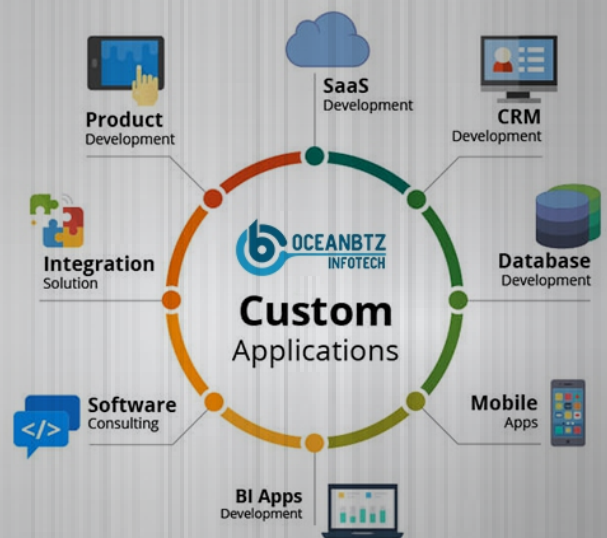 SaaS
Development
Product
Development
CRM
Development
OCEANBTZ
INFOTECH
Integration
Solution
Database
Development
Custom
Applications
Software
Consulting
</>
Mobile
Apps
BI Apps
Development